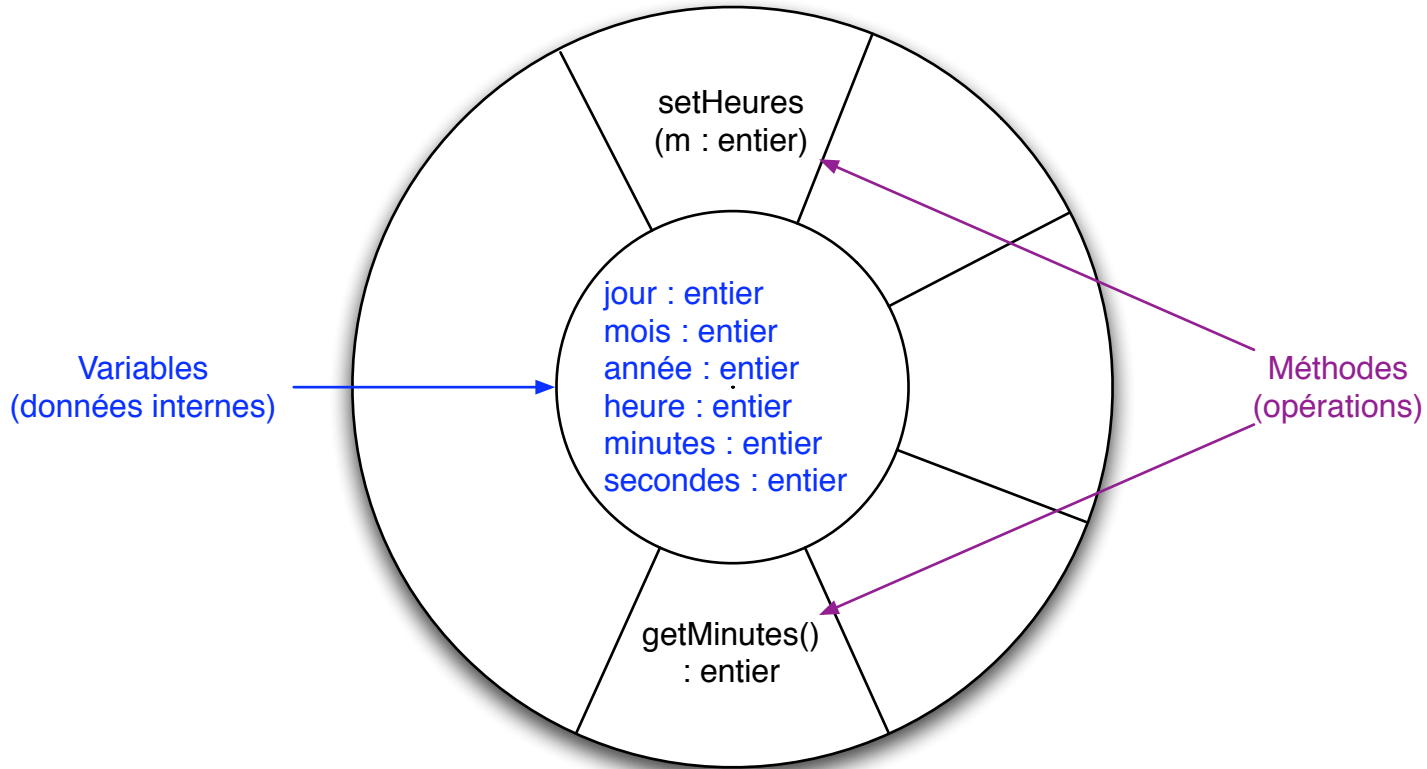 setHeures
(m : entier)
jour : entier
mois : entier
année : entier
heure : entier
minutes : entier
secondes : entier
Variables
(données internes)
Méthodes
(opérations)
getMinutes()
: entier